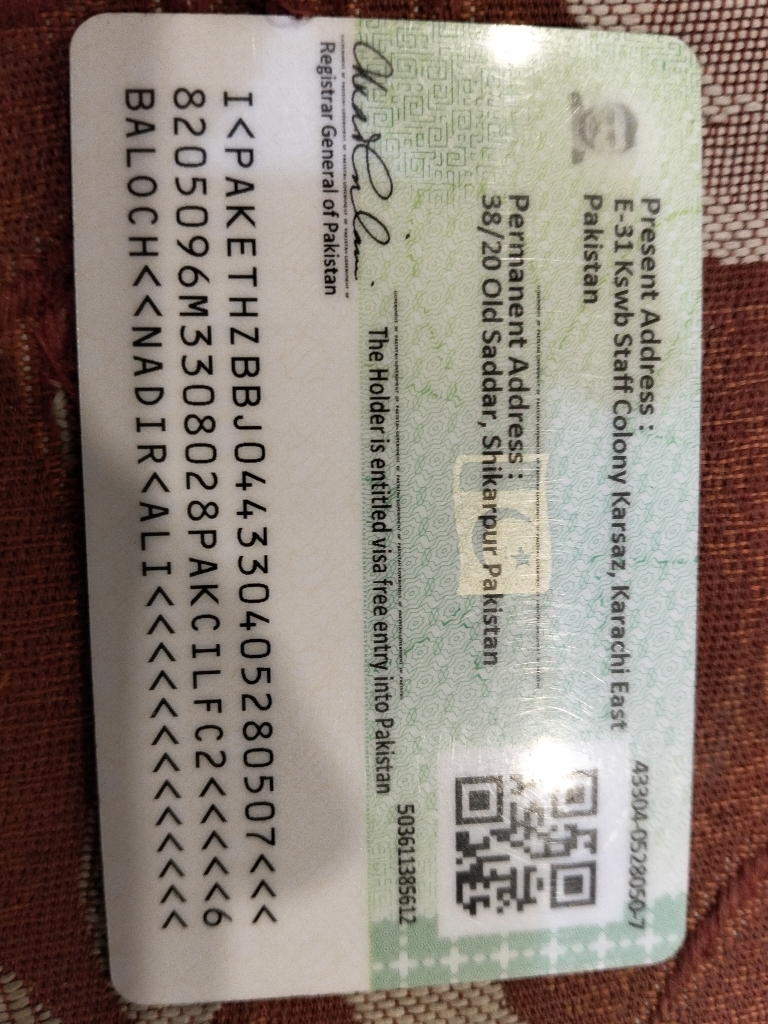 43304-0528050-7
Present Address :
E-31 Kswb Staff Colony Karsaz, Karachi East
Pakistan
Permanent Address :
38/20 Old Saddar, Shikarpur Pakistan
503611385612
The Holder is entitled visa free entry into Pakistan
Registrar General of Pakistan
I<PAKETHZBBJ044330405280507<<<
8205096M3308028PAKCILFC2<<<<<6
BALOCH<<NADIR<ALI<<<<<<<<<<<<<